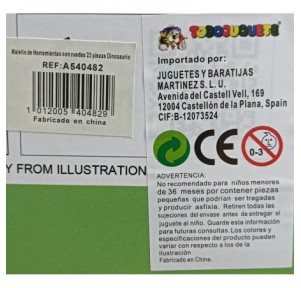 Maletín de Herramientas con ruedas 23 piezas Dinosaurio
REF:A540482
1012005 404829
Fabricado en china
Y FROM ILLUSTRATION
TODOJUGUETE
Importado por:
JUGUETES Y BARATIJAS
MARTINEZ S. L. U.
Avenida del Castell Vell, 169
12004 Castellón de la Plana, Spain
CIF:B-12073524
CE
0-3
ADVERTENCIA:
No recomendado para niños menores
de 36 meses por contener piezas
pequeñas que podrían ser tragadas
y producir asfixia. Retiren todas las
sujeciones del envase antes de entregar el
juguete al niño. Guarde esta información
para futuras consultas. Los colores y
especificaciones del producto pueden
variar con respecto a los de la
ilustración
Fabricado en China.